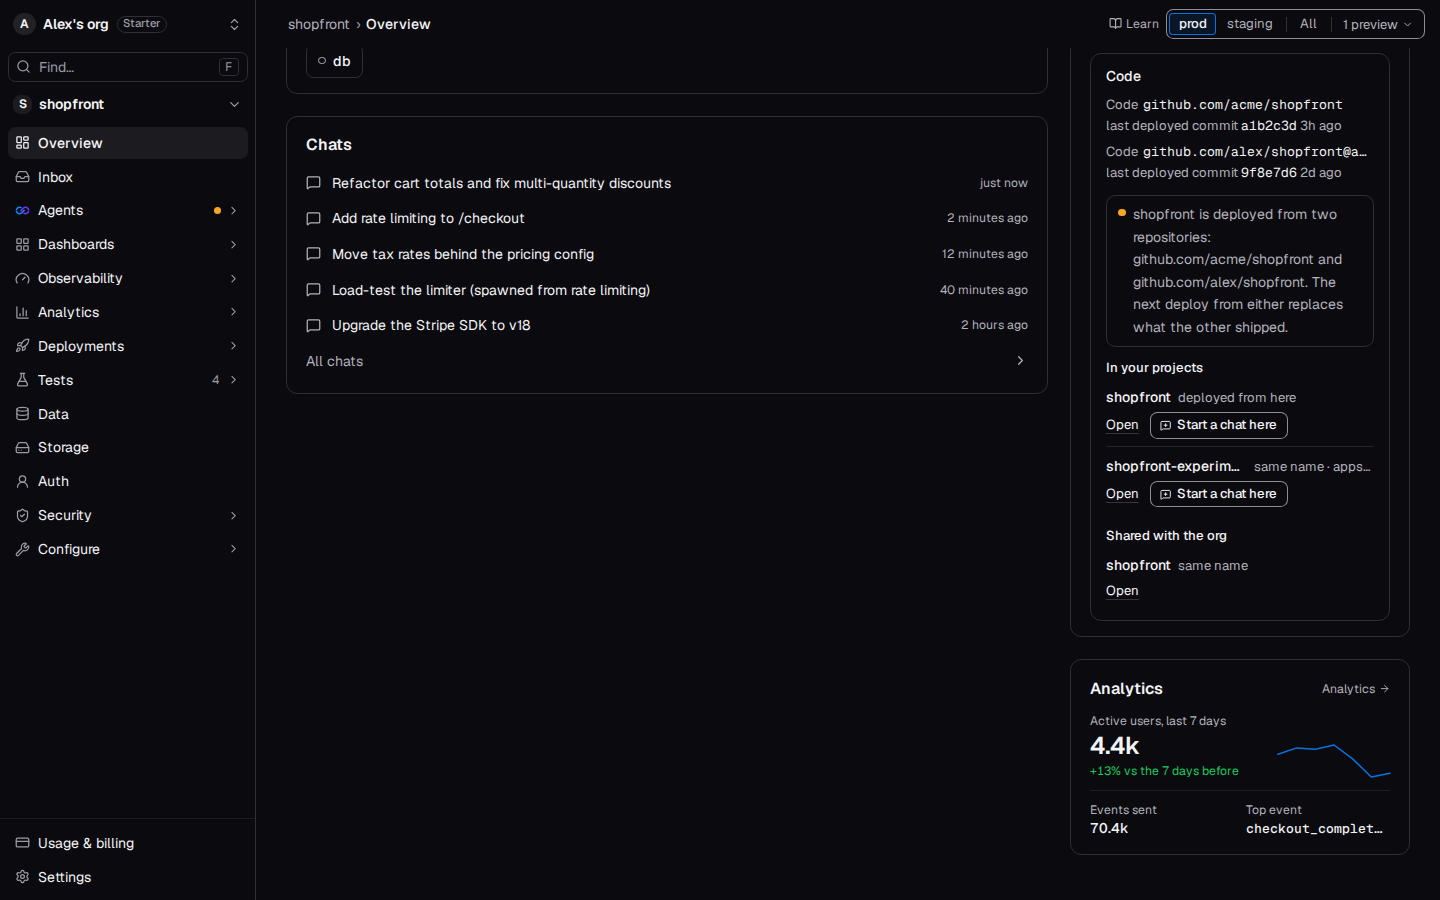 A Alex's org Starter
Find... F
S shopfront
Overview
Inbox
Agents
Dashboards
Observability
Analytics
Deployments
Tests 4
Data
Storage
Auth
Security
Configure
Usage & billing
Settings
shopfront › Overview
Learn prod staging All 1 preview
db
Chats
Refactor cart totals and fix multi-quantity discounts just now
Add rate limiting to /checkout 2 minutes ago
Move tax rates behind the pricing config 12 minutes ago
Load-test the limiter (spawned from rate limiting) 40 minutes ago
Upgrade the Stripe SDK to v18 2 hours ago
All chats
Code
Code github.com/acme/shopfront
last deployed commit a1b2c3d 3h ago
Code github.com/alex/shopfront@a…
last deployed commit 9f8e7d6 2d ago
shopfront is deployed from two
repositories:
github.com/acme/shopfront and
github.com/alex/shopfront. The
next deploy from either replaces
what the other shipped.
In your projects
shopfront deployed from here
Open Start a chat here
shopfront-experim… same name · apps…
Open Start a chat here
Shared with the org
shopfront same name
Open
Analytics Analytics →
Active users, last 7 days
4.4k
+13% vs the 7 days before
Events sent Top event
70.4k checkout_complet…